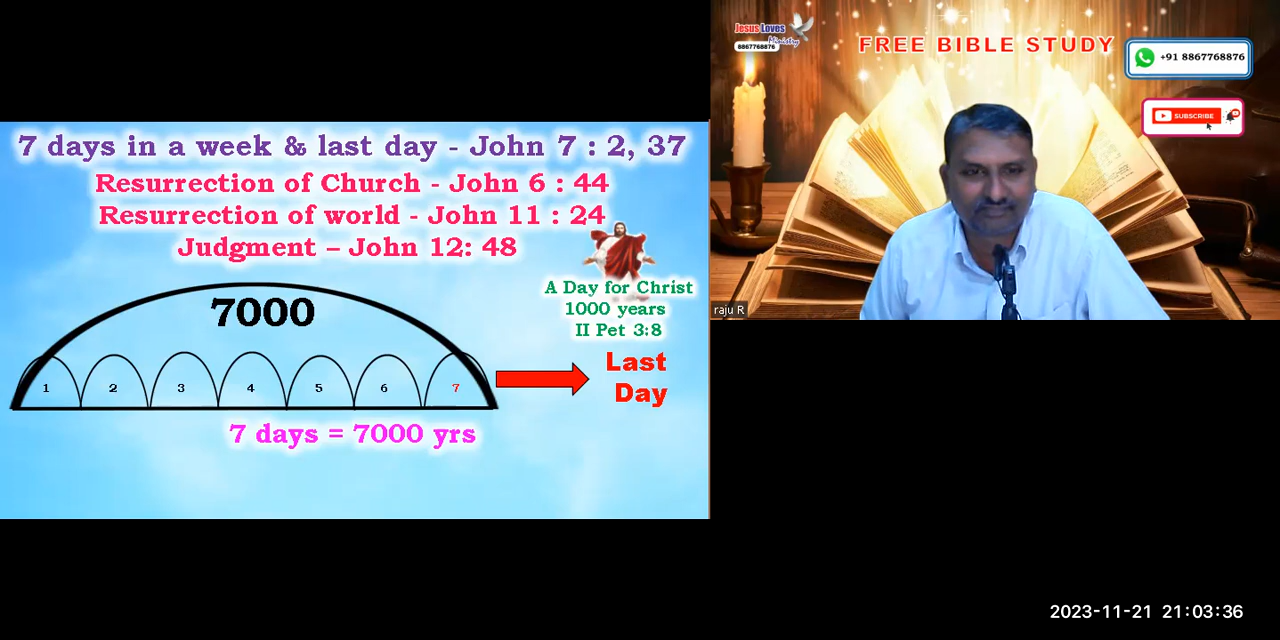 7 days in a week & last day - John 7 : 2, 37
Resurrection of Church - John 6 : 44
Resurrection of world - John 11 : 24
Judgment – John 12: 48
A Day for Christ
1000 years
II Pet 3:8
7000
1 2 3 4 5 6 7
Last
Day
7 days = 7000 yrs
Jesus Loves
Ministry
8867768876
FREE BIBLE STUDY
+91 8867768876
SUBSCRIBE
raju R
2023-11-21 21:03:36